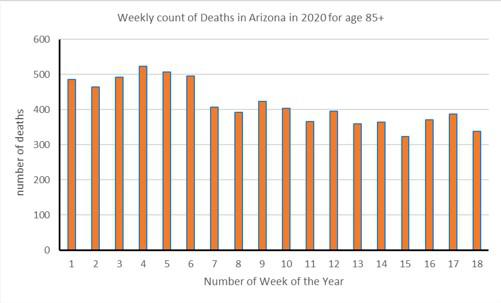 Weekly count of Deaths in Arizona in 2020 for age 85+
600
500
400
300
200
100
0
number of deaths
1 2 3 4 5 6 7 8 9 10 11 12 13 14 15 16 17 18
Number of Week of the Year